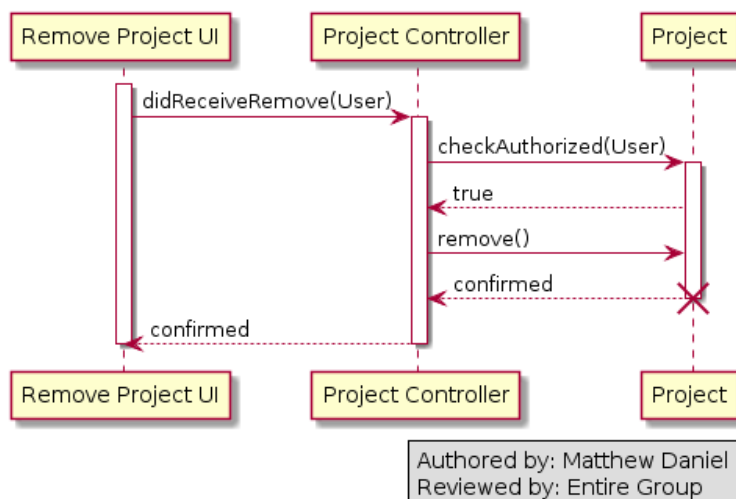 Remove Project UI
Project Controller
Project
didReceiveRemove(User)
checkAuthorized(User)
true
remove()
confirmed
confirmed
Remove Project UI
Project Controller
Project
Authored by: Matthew Daniel
Reviewed by: Entire Group